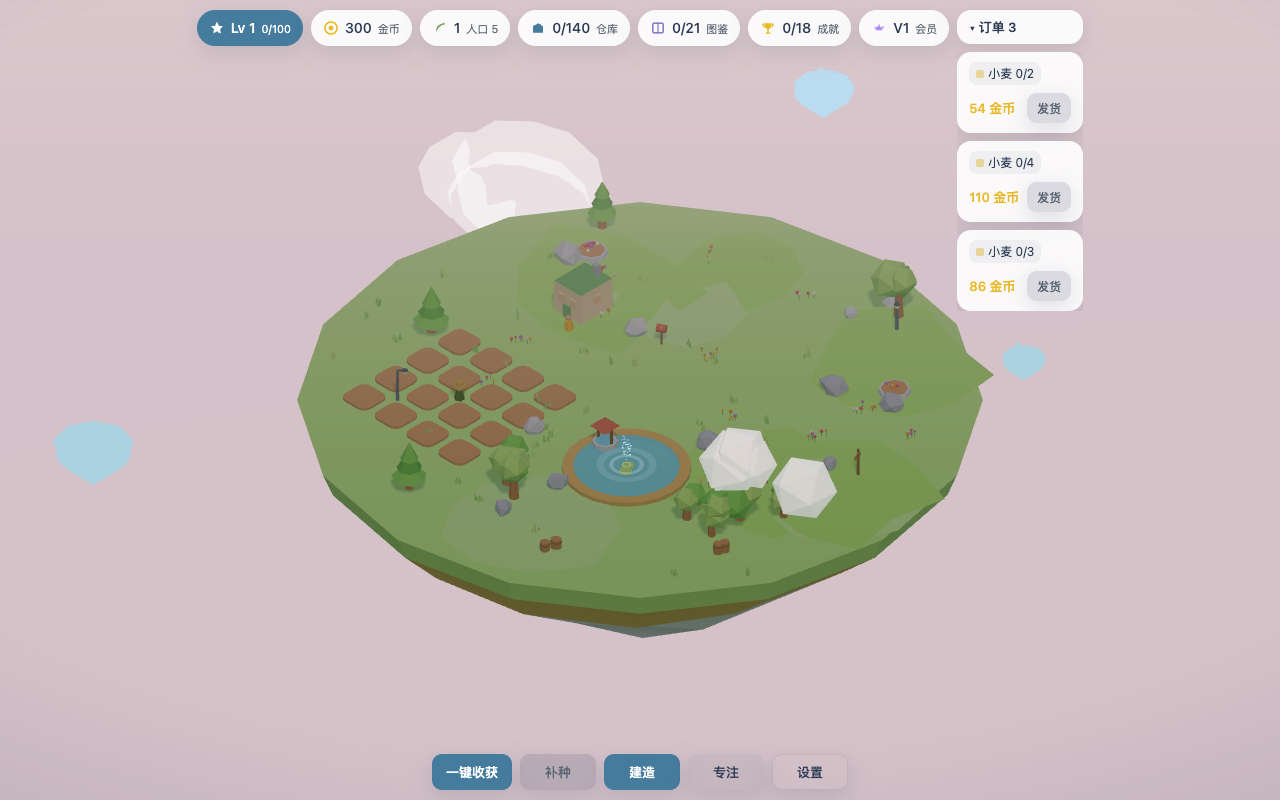 Lv 1 0/100
300 金币
1 人口 5
0/140 仓库
0/21 图鉴
0/18 成就
V1 会员
▾ 订单 3
小麦 0/2
54 金币 发货
小麦 0/4
110 金币 发货
小麦 0/3
86 金币 发货
一键收获 补种 建造 专注 设置